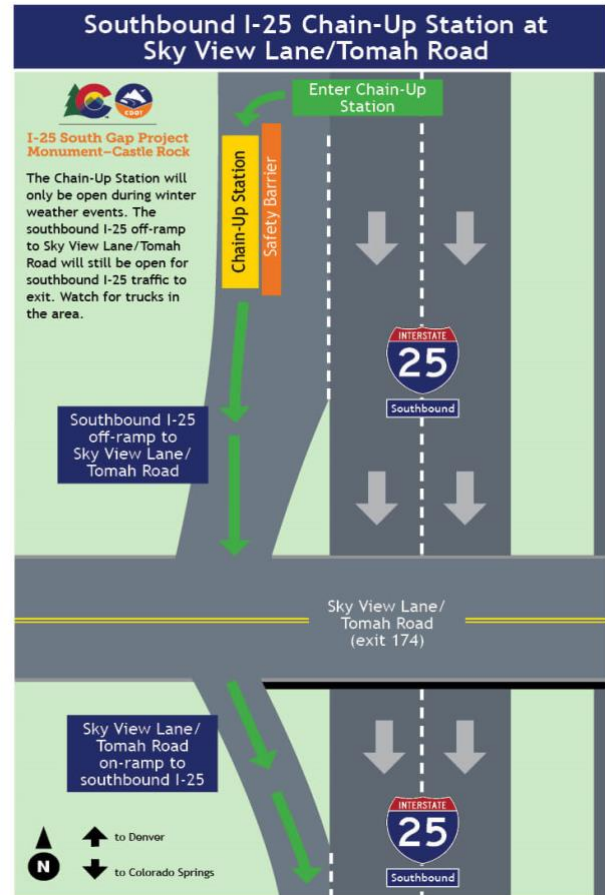 Southbound I-25 Chain-Up Station at
Sky View Lane/Tomah Road
Enter Chain-Up
Station
CDOT
I-25 South Gap Project
Monument–Castle Rock
The Chain-Up Station will
only be open during winter
weather events. The
southbound I-25 off-ramp
to Sky View Lane/Tomah
Road will still be open for
southbound I-25 traffic to
exit. Watch for trucks in
the area.
Chain-Up Station
Safety Barrier
INTERSTATE
25
Southbound
Southbound I-25
off-ramp to
Sky View Lane/
Tomah Road
Sky View Lane/
Tomah Road
(exit 174)
Sky View Lane/
Tomah Road
on-ramp to
southbound I-25
INTERSTATE
25
Southbound
N
to Denver
to Colorado Springs